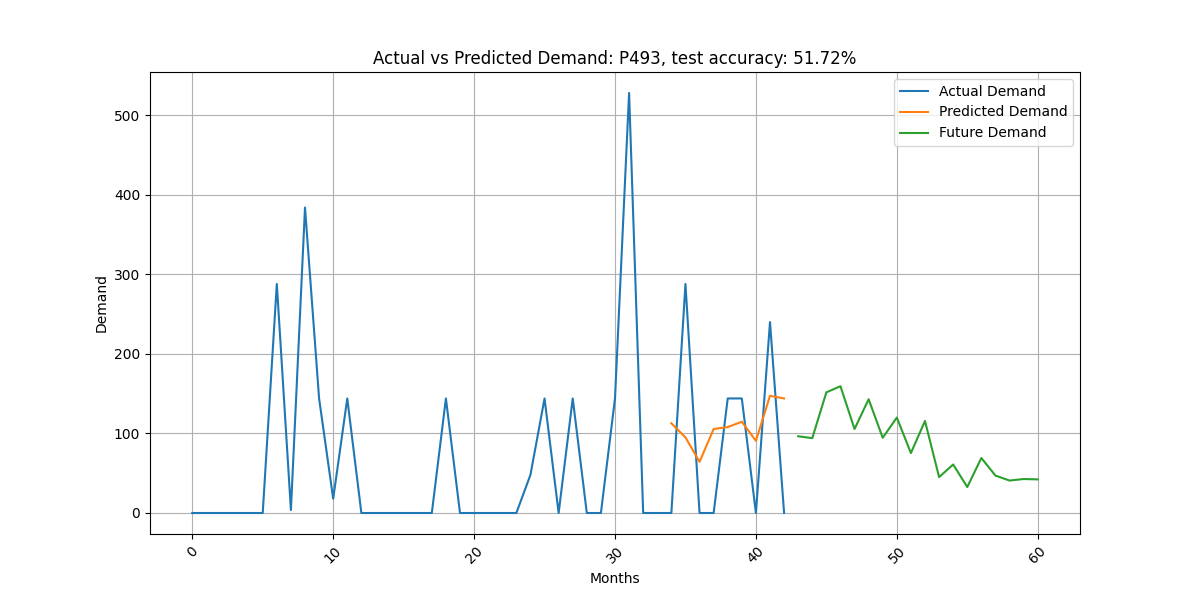 Actual vs Predicted Demand: P493, test accuracy: 51.72%
Actual Demand
Predicted Demand
Future Demand
500
400
300
200
100
0
Demand
0
10
20
30
40
50
60
Months